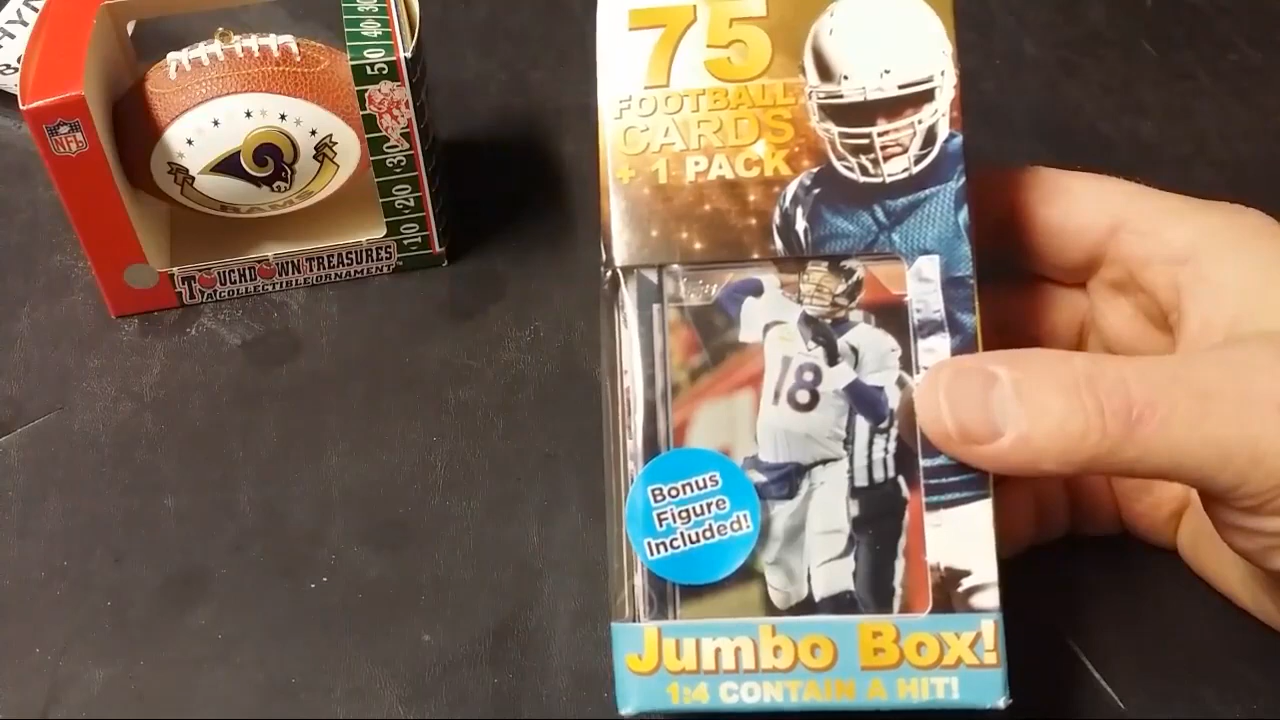 NFL
RAMS
TOUCHDOWN TREASURES
A COLLECTIBLE ORNAMENT
10
20
30
50
40
30
75
FOOTBALL
CARDS
+ 1 PACK
18
Bonus
Figure
Included!
Jumbo Box!
1:4 CONTAIN A HIT!